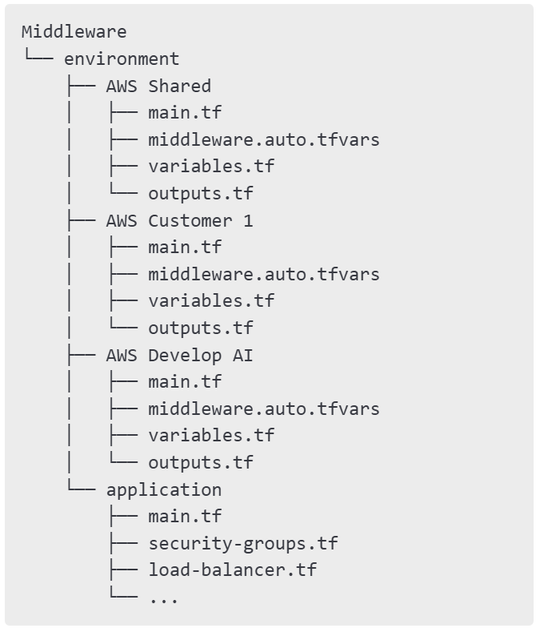 Middleware
└── environment
    ├── AWS Shared
    │   ├── main.tf
    │   ├── middleware.auto.tfvars
    │   ├── variables.tf
    │   └── outputs.tf
    ├── AWS Customer 1
    │   ├── main.tf
    │   ├── middleware.auto.tfvars
    │   ├── variables.tf
    │   └── outputs.tf
    ├── AWS Develop AI
    │   ├── main.tf
    │   ├── middleware.auto.tfvars
    │   ├── variables.tf
    │   └── outputs.tf
    └── application
        ├── main.tf
        ├── security-groups.tf
        ├── load-balancer.tf
        └── ...